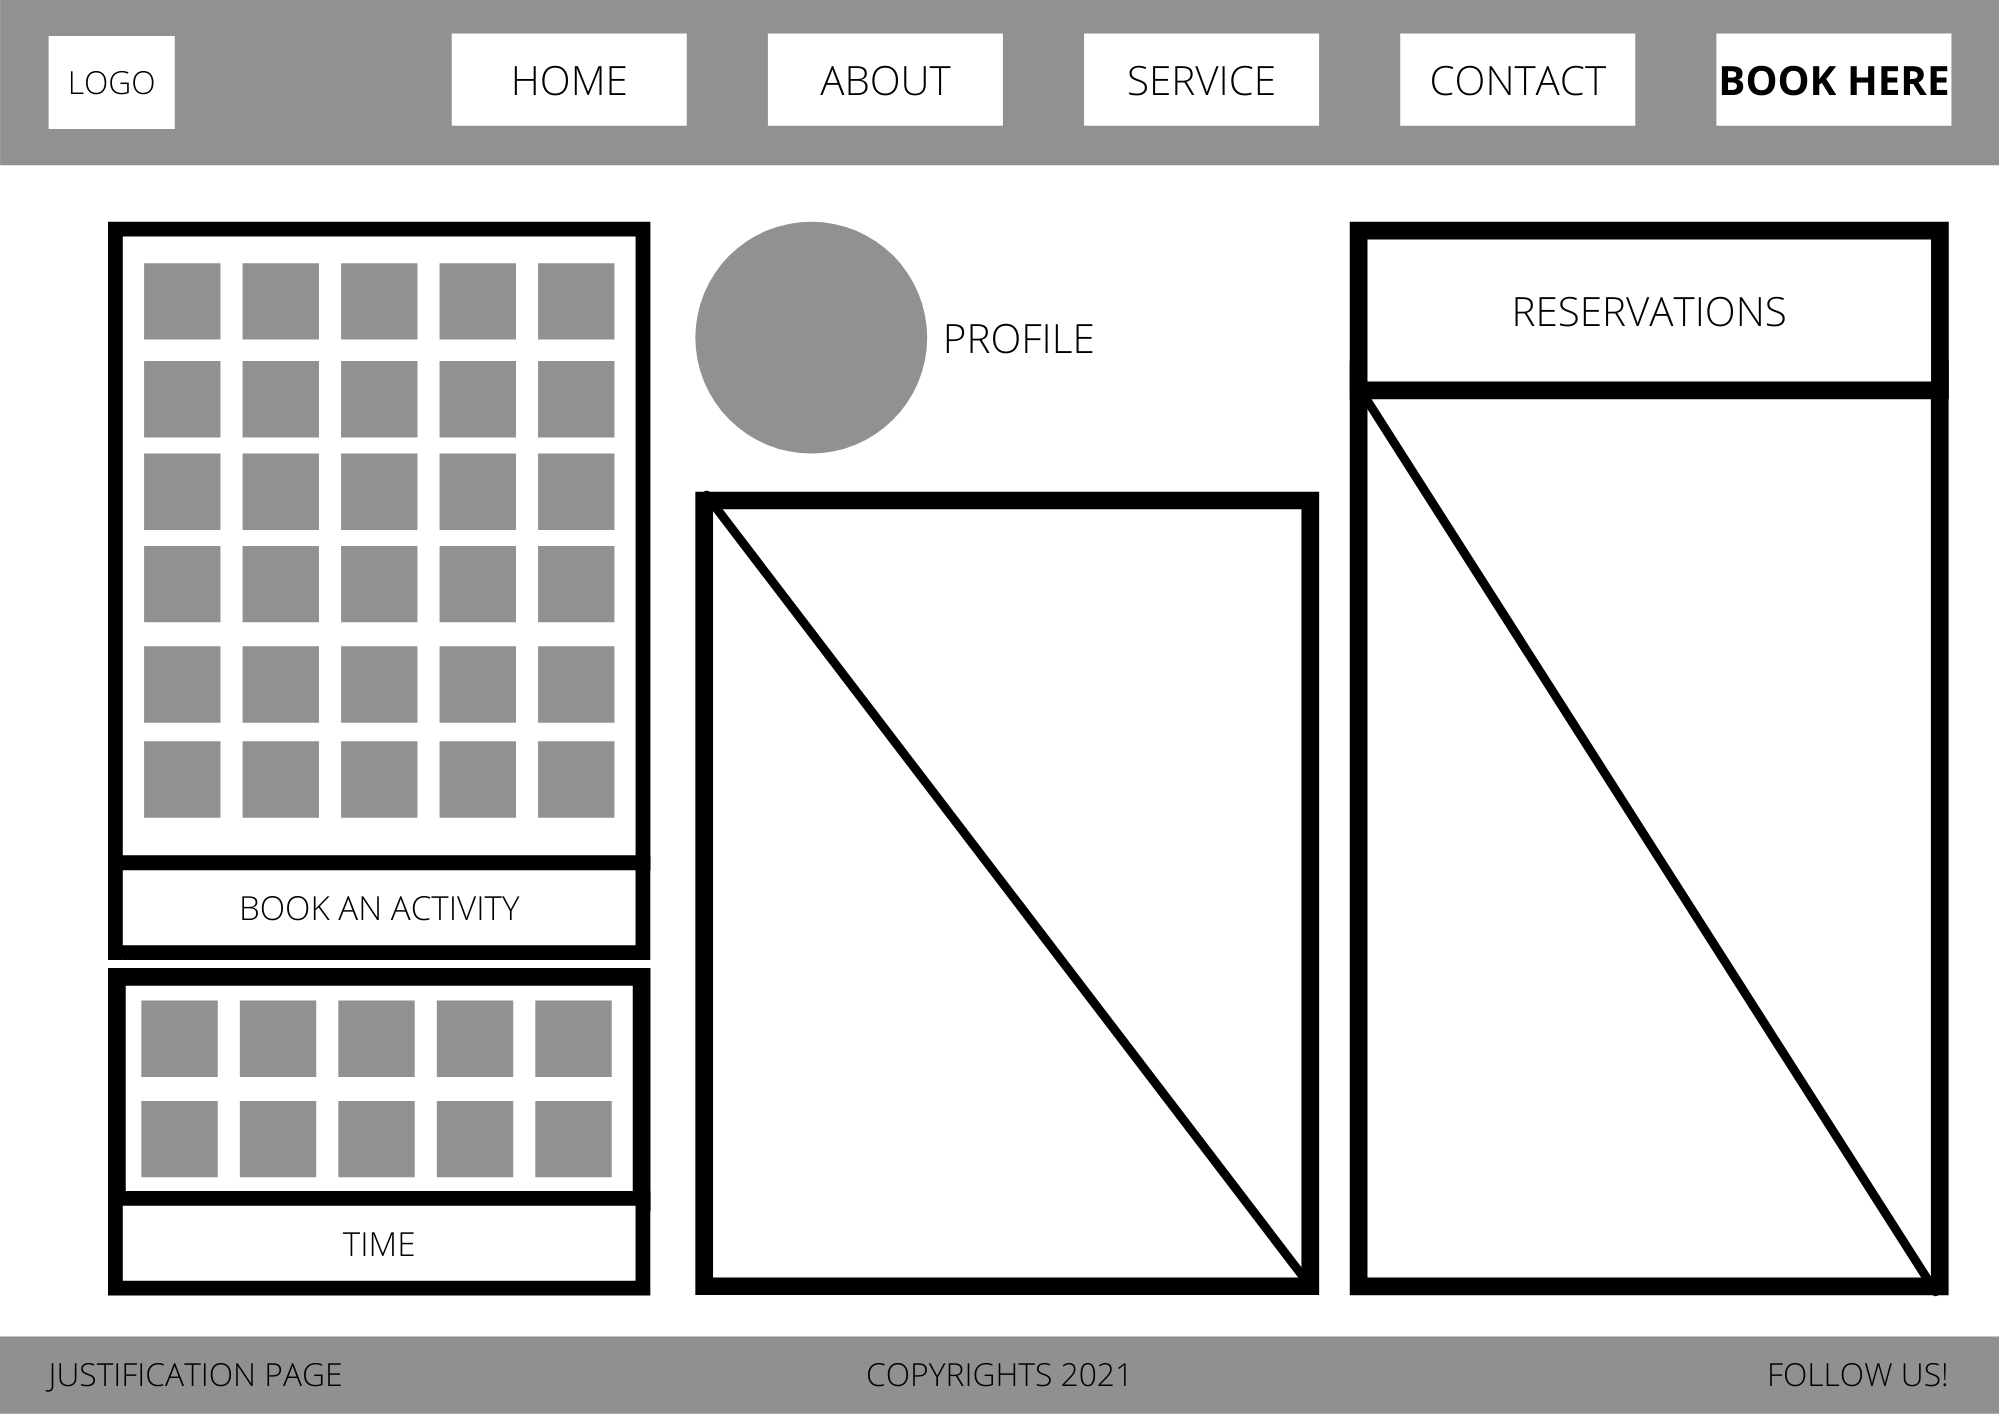 LOGO
HOME
ABOUT
SERVICE
CONTACT
BOOK HERE
PROFILE
RESERVATIONS
BOOK AN ACTIVITY
TIME
JUSTIFICATION PAGE
COPYRIGHTS 2021
FOLLOW US!